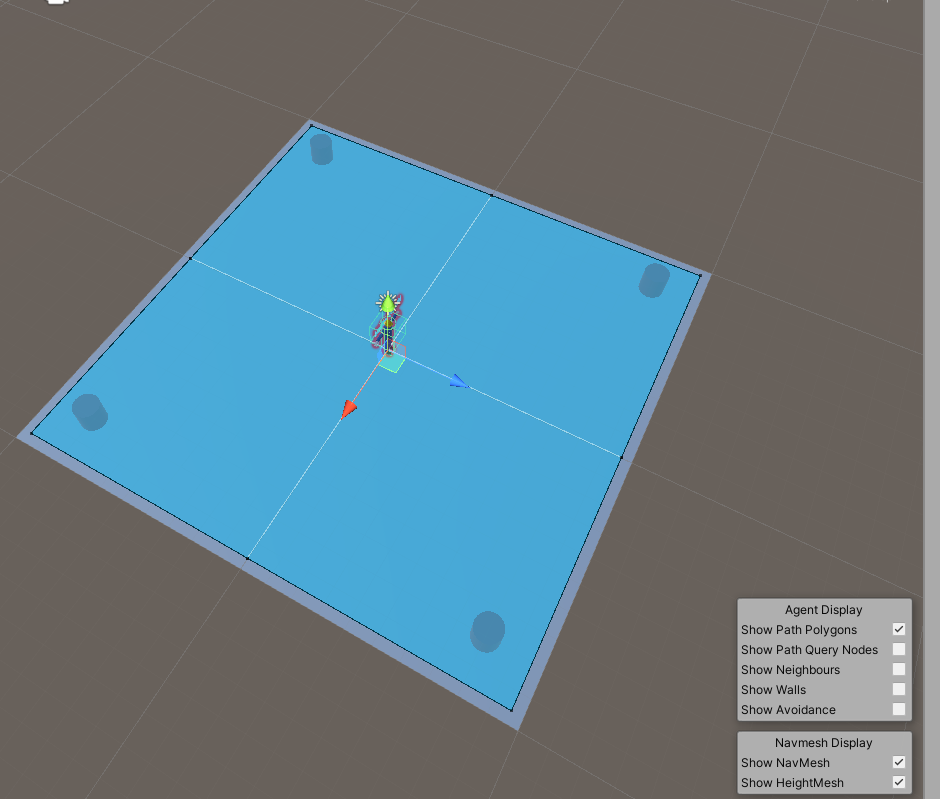 Agent Display
Show Path Polygons
Show Path Query Nodes
Show Neighbours
Show Walls
Show Avoidance
Navmesh Display
Show NavMesh
Show HeightMesh